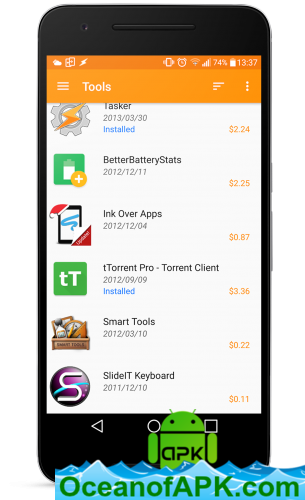 74% 13:37
Tools
Tasker
2013/03/30
Installed
$2.24
BetterBatteryStats
2012/12/11
$2.25
Ink Over Apps
2012/12/04
$0.87
tTorrent Pro - Torrent Client
tT
2012/09/09
Installed
$3.36
Smart Tools
2012/03/10
SMART TOOLS
$0.22
SlideIT Keyboard
2011/12/10
$0.11
APK
OceanofAPK.com